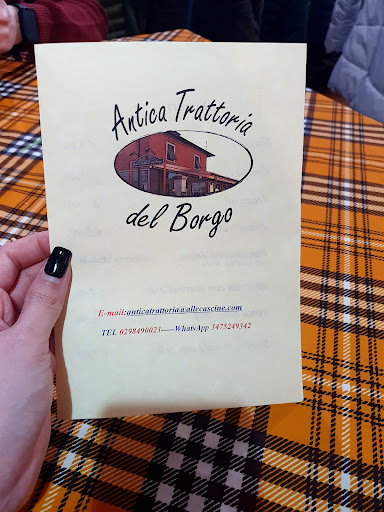 Antica Trattoria
del Borgo
E-mail:anticatrattoria@allecascine.com
TEL 0298490023-----WhatsApp 3475249342